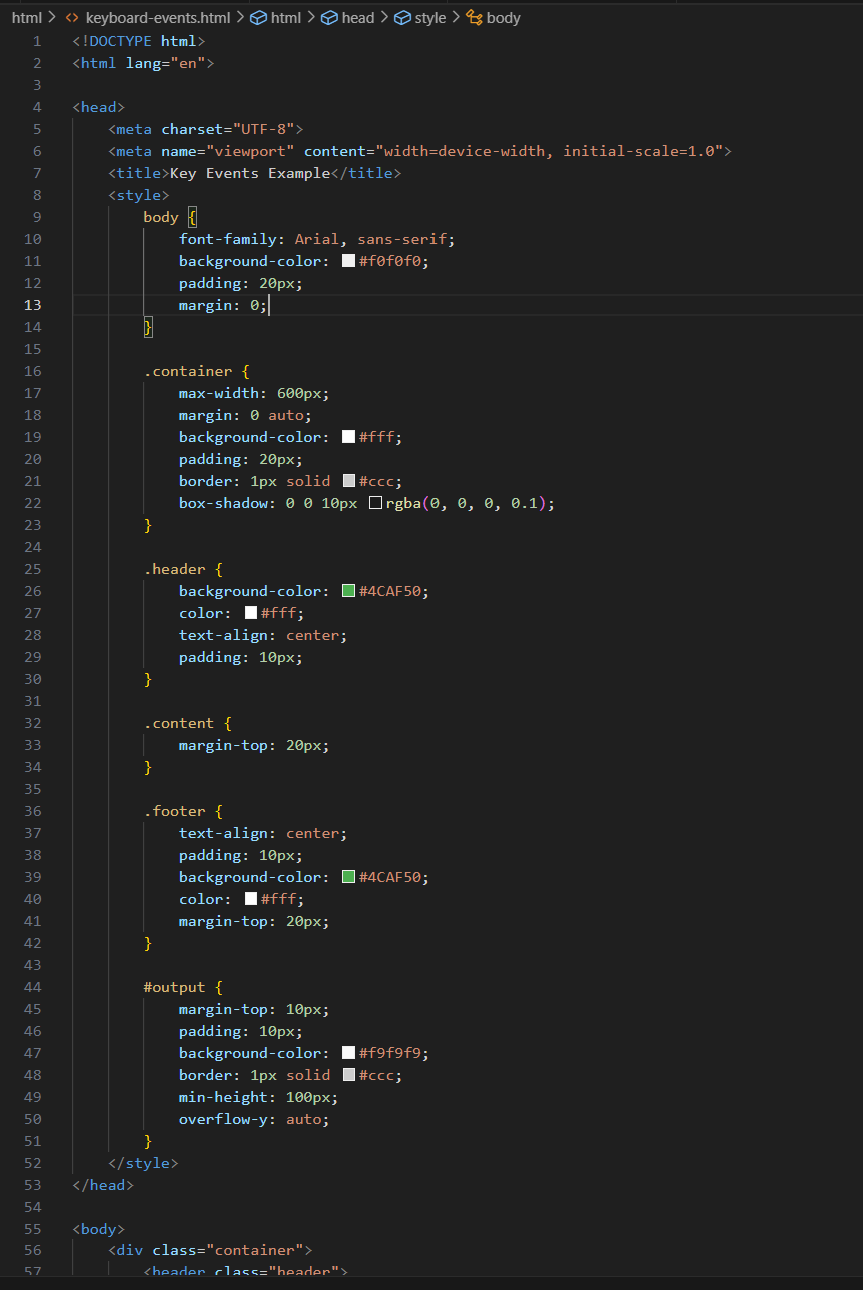 html > keyboard-events.html > html > head > style > body
1 <!DOCTYPE html>
2 <html lang="en">
3
4 <head>
5     <meta charset="UTF-8">
6     <meta name="viewport" content="width=device-width, initial-scale=1.0">
7     <title>Key Events Example</title>
8     <style>
9         body {
10             font-family: Arial, sans-serif;
11             background-color: #f0f0f0;
12             padding: 20px;
13             margin: 0;
14         }
15
16         .container {
17             max-width: 600px;
18             margin: 0 auto;
19             background-color: #fff;
20             padding: 20px;
21             border: 1px solid #ccc;
22             box-shadow: 0 0 10px rgba(0, 0, 0, 0.1);
23         }
24
25         .header {
26             background-color: #4CAF50;
27             color: #fff;
28             text-align: center;
29             padding: 10px;
30         }
31
32         .content {
33             margin-top: 20px;
34         }
35
36         .footer {
37             text-align: center;
38             padding: 10px;
39             background-color: #4CAF50;
40             color: #fff;
41             margin-top: 20px;
42         }
43
44         #output {
45             margin-top: 10px;
46             padding: 10px;
47             background-color: #f9f9f9;
48             border: 1px solid #ccc;
49             min-height: 100px;
50             overflow-y: auto;
51         }
52     </style>
53 </head>
54
55 <body>
56     <div class="container">
57         <header class="header">